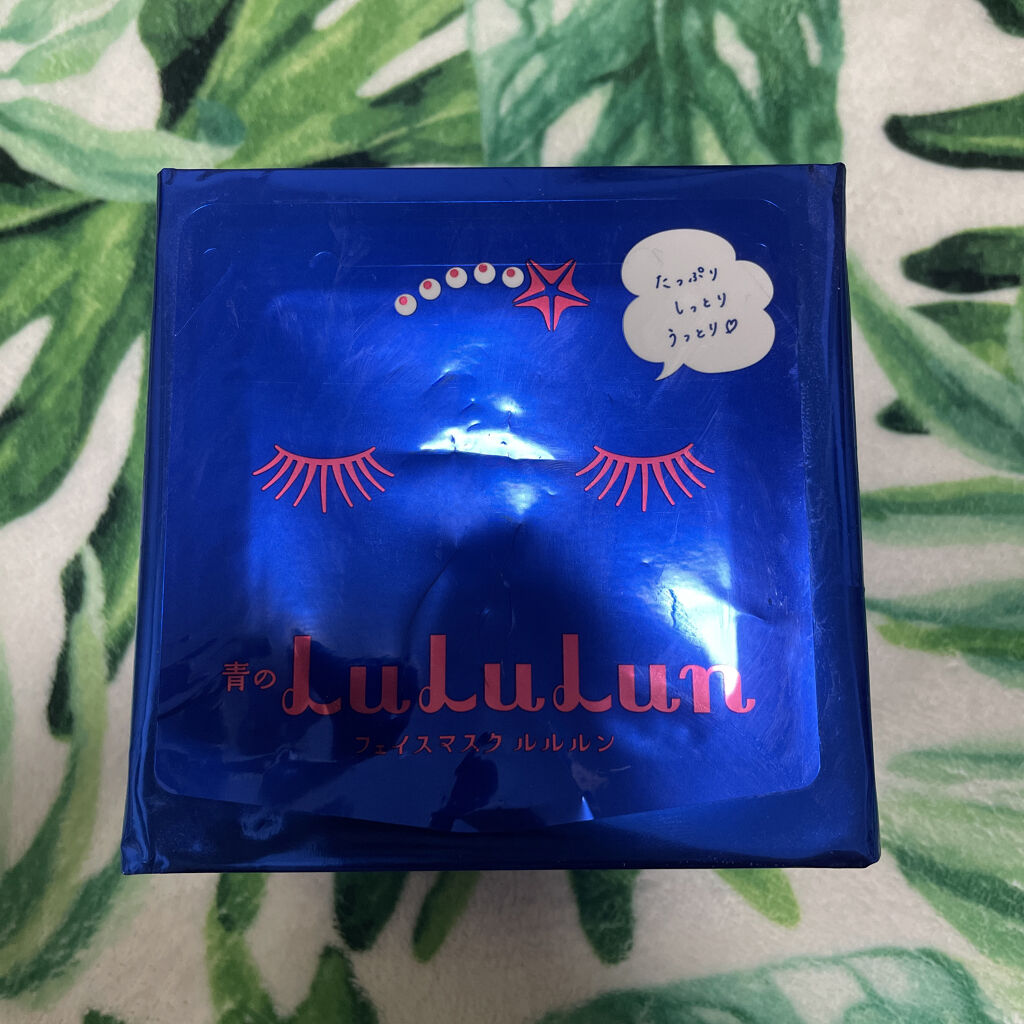 たっぷり
しっとり
うっとり♡
青の LuLuLun
フェイスマスク ルルルン